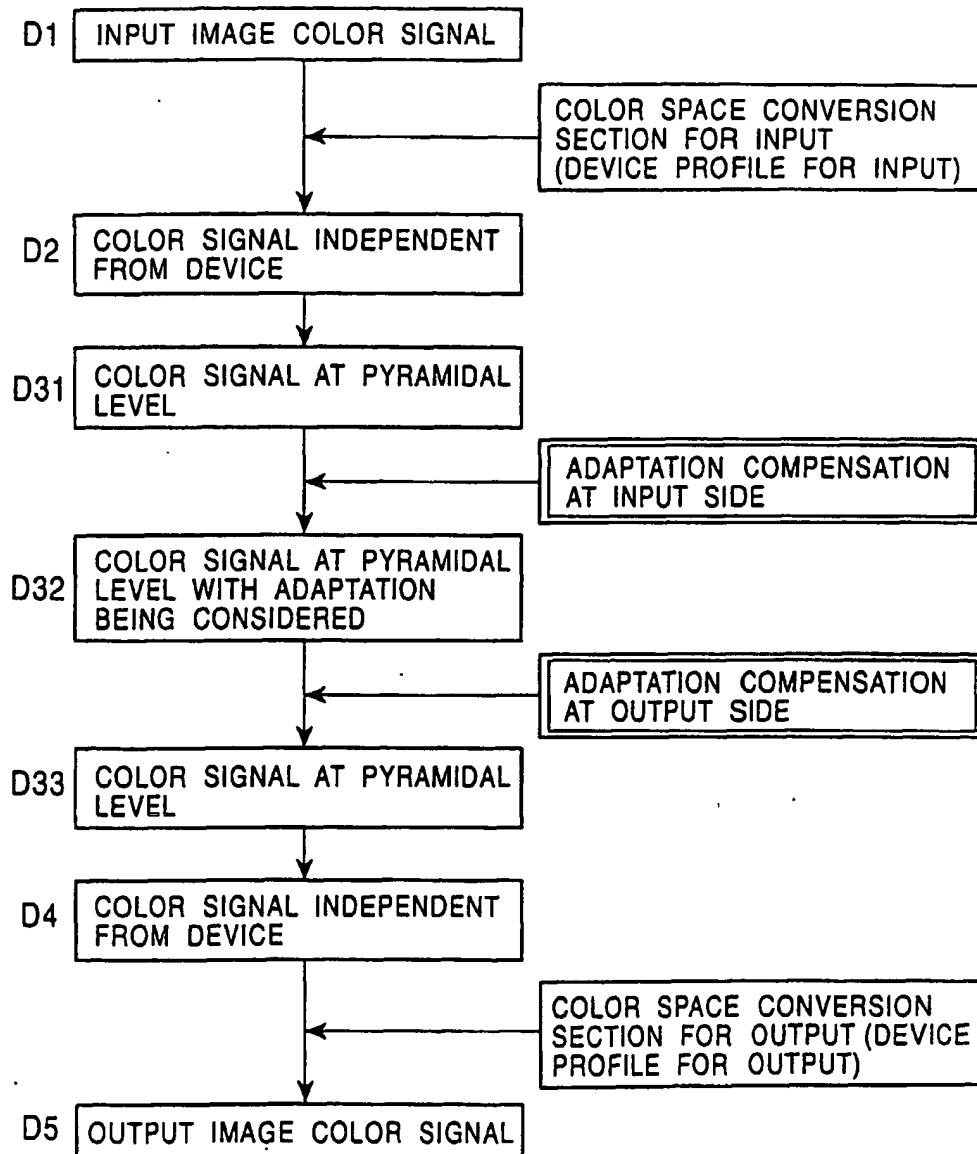 D1 INPUT IMAGE COLOR SIGNAL
COLOR SPACE CONVERSION
SECTION FOR INPUT
(DEVICE PROFILE FOR INPUT)
D2 COLOR SIGNAL INDEPENDENT
FROM DEVICE
D31 COLOR SIGNAL AT PYRAMIDAL
LEVEL
ADAPTATION COMPENSATION
AT INPUT SIDE
D32 COLOR SIGNAL AT PYRAMIDAL
LEVEL WITH ADAPTATION
BEING CONSIDERED
ADAPTATION COMPENSATION
AT OUTPUT SIDE
D33 COLOR SIGNAL AT PYRAMIDAL
LEVEL
D4 COLOR SIGNAL INDEPENDENT
FROM DEVICE
COLOR SPACE CONVERSION
SECTION FOR OUTPUT (DEVICE
PROFILE FOR OUTPUT)
D5 OUTPUT IMAGE COLOR SIGNAL